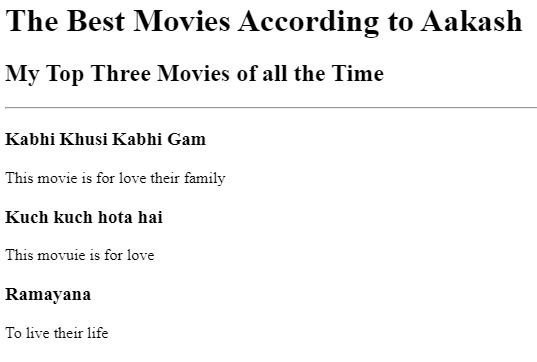 The Best Movies According to Aakash
My Top Three Movies of all the Time
Kabhi Khusi Kabhi Gam
This movie is for love their family
Kuch kuch hota hai
This movuie is for love
Ramayana
To live their life